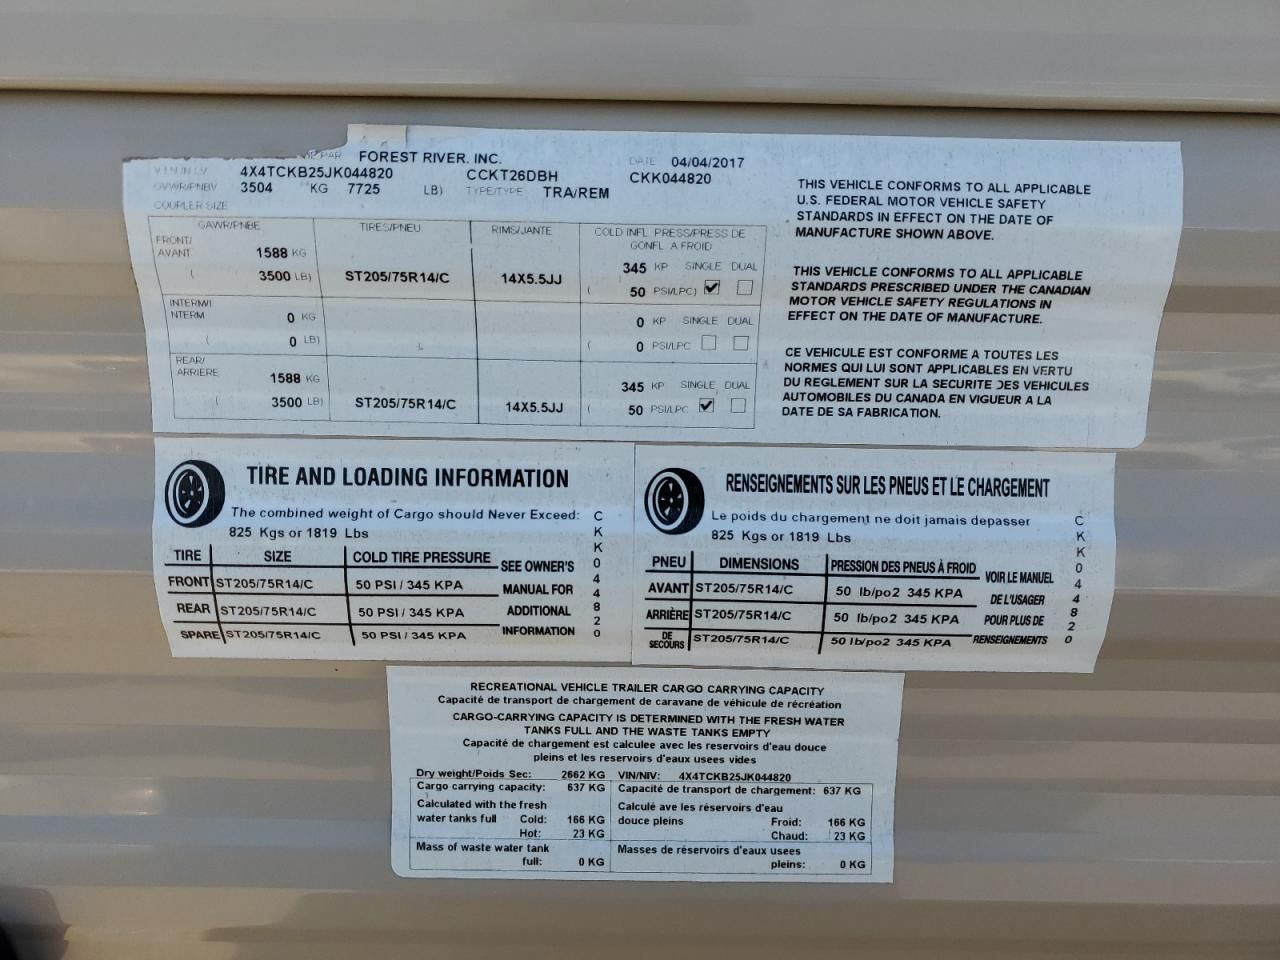 DE PAR FOREST RIVER. INC. DATE 04/04/2017
VIN/NIV 4X4TCKB25JK044820 CCKT26DBH CKK044820
GVWR/PNBV 3504 KG 7725 LB) TYPE/TYPE TRA/REM
COUPLER SIZE
GAWR/PNBE TIRES/PNEU RIMS/JANTE COLD INFL PRESS/PRESS DE
GONFL A FROID
FRONT/
AVANT 1588 KG 345 KP SINGLE DUAL
( 3500 LB) ST205/75R14/C 14X5.5JJ ( 50 PSI/LPC) ✔
INTERM/I
NTERM 0 KG 0 KP SINGLE DUAL
( 0 LB) ( 0 PSI/LPC
REAR/
ARRIERE 1588 KG 345 KP SINGLE DUAL
( 3500 LB) ST205/75R14/C 14X5.5JJ ( 50 PSI/LPC ✔
THIS VEHICLE CONFORMS TO ALL APPLICABLE
U.S. FEDERAL MOTOR VEHICLE SAFETY
STANDARDS IN EFFECT ON THE DATE OF
MANUFACTURE SHOWN ABOVE.
THIS VEHICLE CONFORMS TO ALL APPLICABLE
STANDARDS PRESCRIBED UNDER THE CANADIAN
MOTOR VEHICLE SAFETY REGULATIONS IN
EFFECT ON THE DATE OF MANUFACTURE.
CE VEHICULE EST CONFORME A TOUTES LES
NORMES QUI LUI SONT APPLICABLES EN VERTU
DU REGLEMENT SUR LA SECURITE DES VEHICULES
AUTOMOBILES DU CANADA EN VIGUEUR A LA
DATE DE SA FABRICATION.
TIRE AND LOADING INFORMATION
The combined weight of Cargo should Never Exceed:
825 Kgs or 1819 Lbs
TIRE SIZE COLD TIRE PRESSURE
FRONT ST205/75R14/C 50 PSI / 345 KPA
REAR ST205/75R14/C 50 PSI / 345 KPA
SPARE ST205/75R14/C 50 PSI / 345 KPA
SEE OWNER'S
MANUAL FOR
ADDITIONAL
INFORMATION
CKK044820
RENSEIGNEMENTS SUR LES PNEUS ET LE CHARGEMENT
Le poids du chargement ne doit jamais depasser
825 Kgs or 1819 Lbs
PNEU DIMENSIONS PRESSION DES PNEUS À FROID
AVANT ST205/75R14/C 50 lb/po2 345 KPA
ARRIÈRE ST205/75R14/C 50 lb/po2 345 KPA
DE
SECOURS ST205/75R14/C 50 lb/po2 345 KPA
VOIR LE MANUEL
DE L'USAGER
POUR PLUS DE
RENSEIGNEMENTS
CKK044820
RECREATIONAL VEHICLE TRAILER CARGO CARRYING CAPACITY
Capacité de transport de chargement de caravane de véhicule de récréation
CARGO-CARRYING CAPACITY IS DETERMINED WITH THE FRESH WATER
TANKS FULL AND THE WASTE TANKS EMPTY
Capacité de chargement est calculee avec les reservoirs d'eau douce
pleins et les reservoirs d'eaux usees vides
Dry weight/Poids Sec: 2662 KG VIN/NIV: 4X4TCKB25JK044820
Cargo carrying capacity: 637 KG Capacité de transport de chargement: 637 KG
Calculated with the fresh Calculé ave les réservoirs d'eau
water tanks full Cold: 166 KG douce pleins Froid: 166 KG
Hot: 23 KG Chaud: 23 KG
Mass of waste water tank Masses de réservoirs d'eaux usees
full: 0 KG pleins: 0 KG